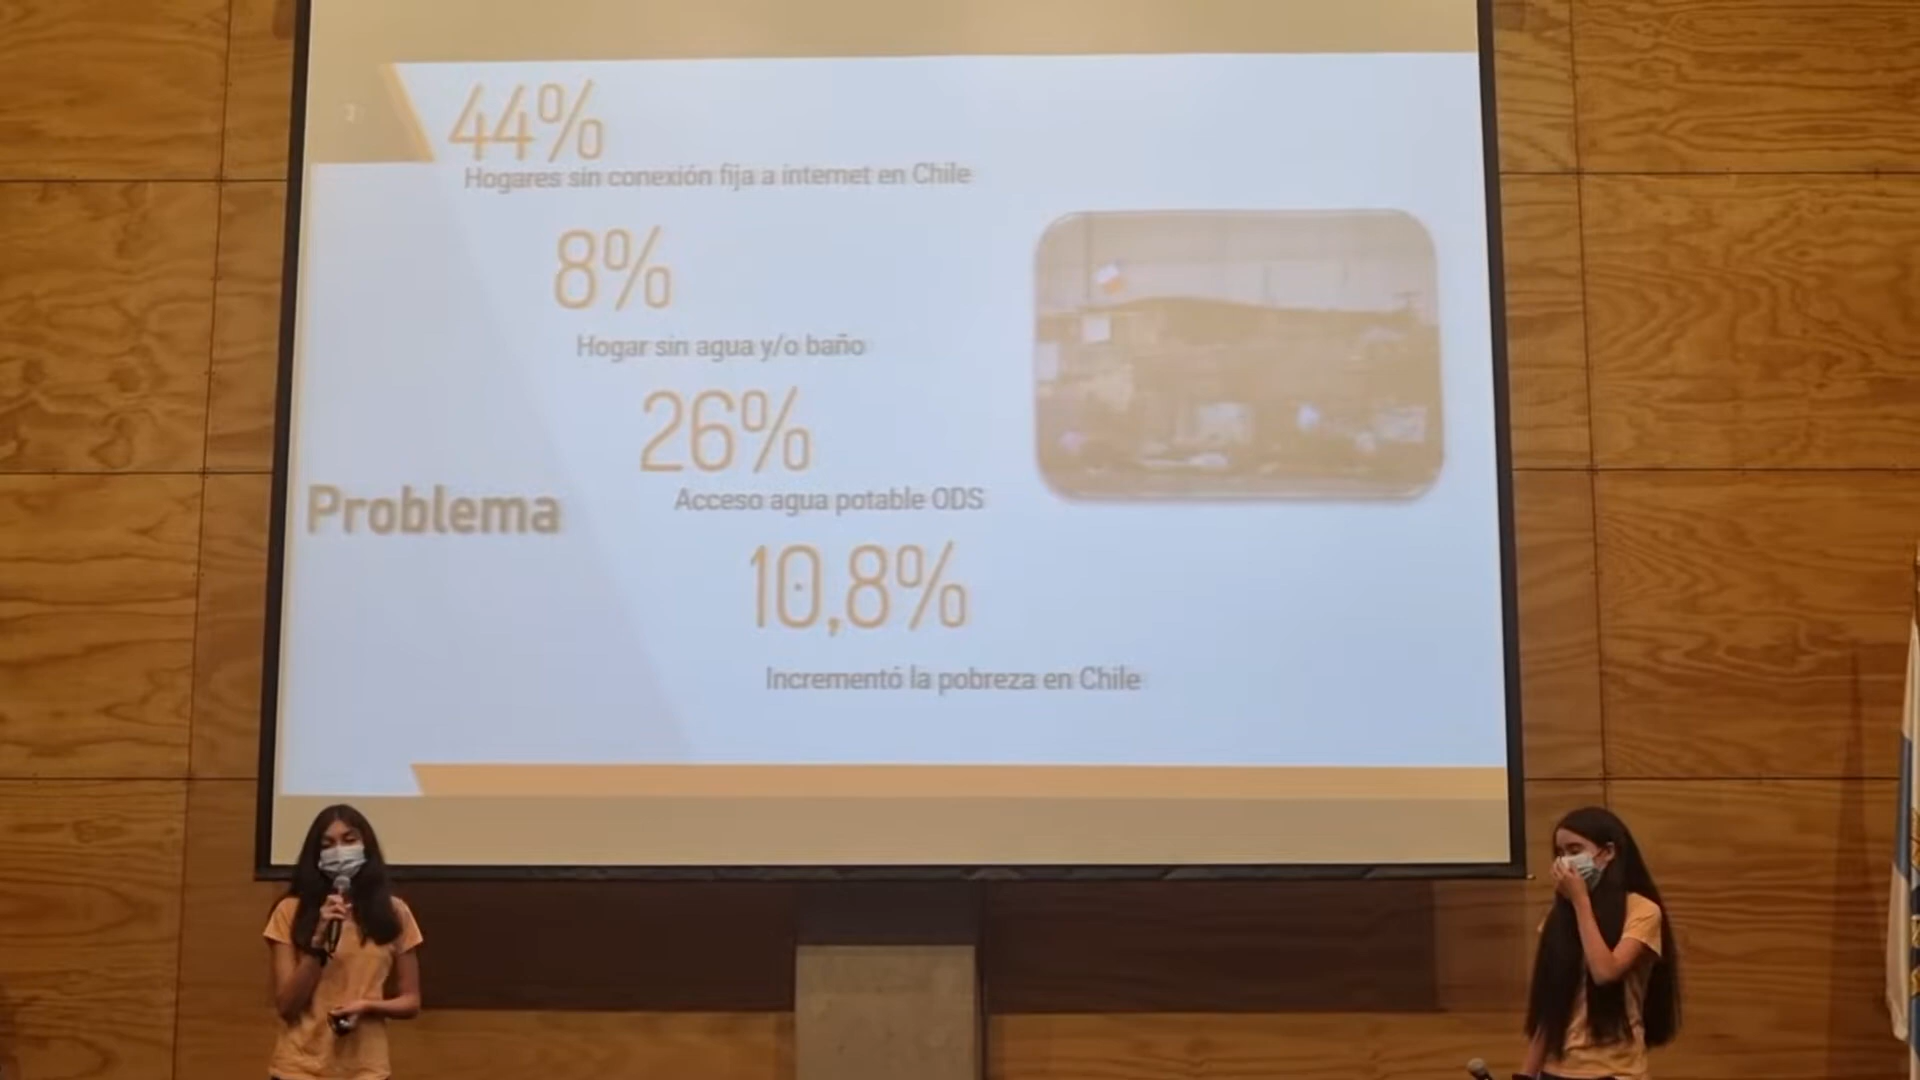 44%
Hogares sin conexión fija a internet en Chile
8%
Hogar sin agua y/o baño
26%
Acceso agua potable ODS
Problema
10,8%
Incrementó la pobreza en Chile